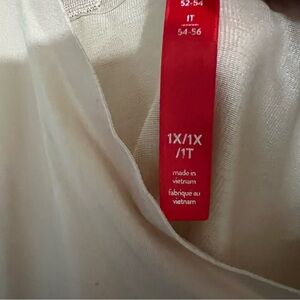 52-54
IT
54-56
1X/1X
/1T
made in
vietnam
fabriqué au
vietnam